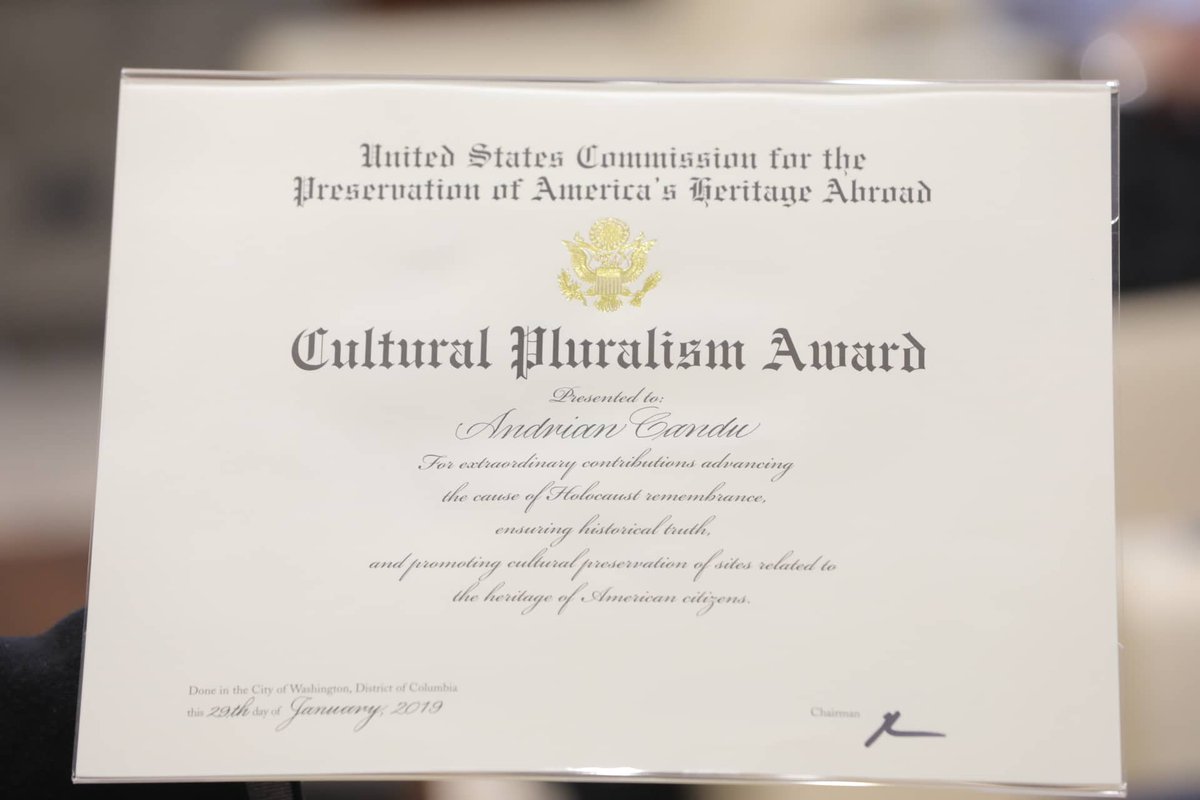 United States Commission for the
Preservation of America's Heritage Abroad
Cultural Pluralism Award
Presented to:
Andrian Candu
For extraordinary contributions advancing
the cause of Holocaust remembrance,
ensuring historical truth,
and promoting cultural preservation of sites related to
the heritage of American citizens.
Done in the City of Washington, District of Columbia
this 29th day of January, 2019
Chairman